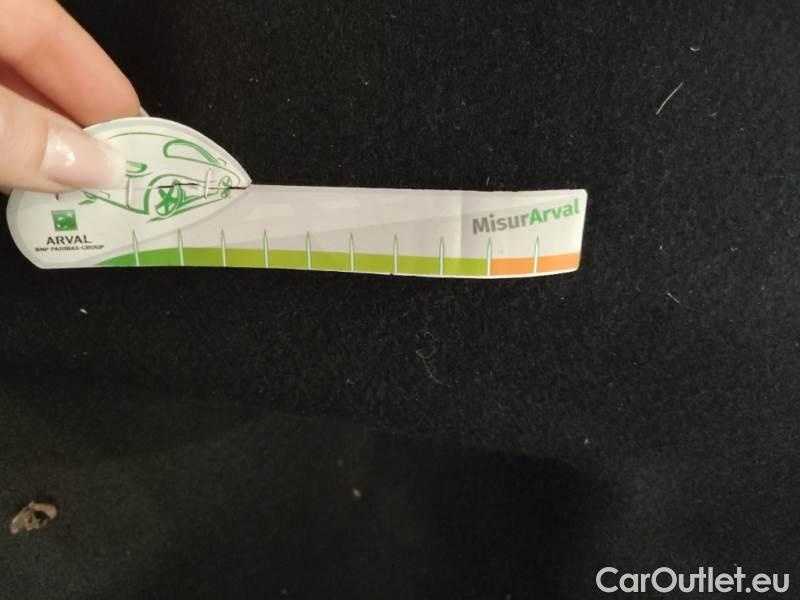 MisurArval
ARVAL
BNP PARIBAS GROUP
CarOutlet.eu